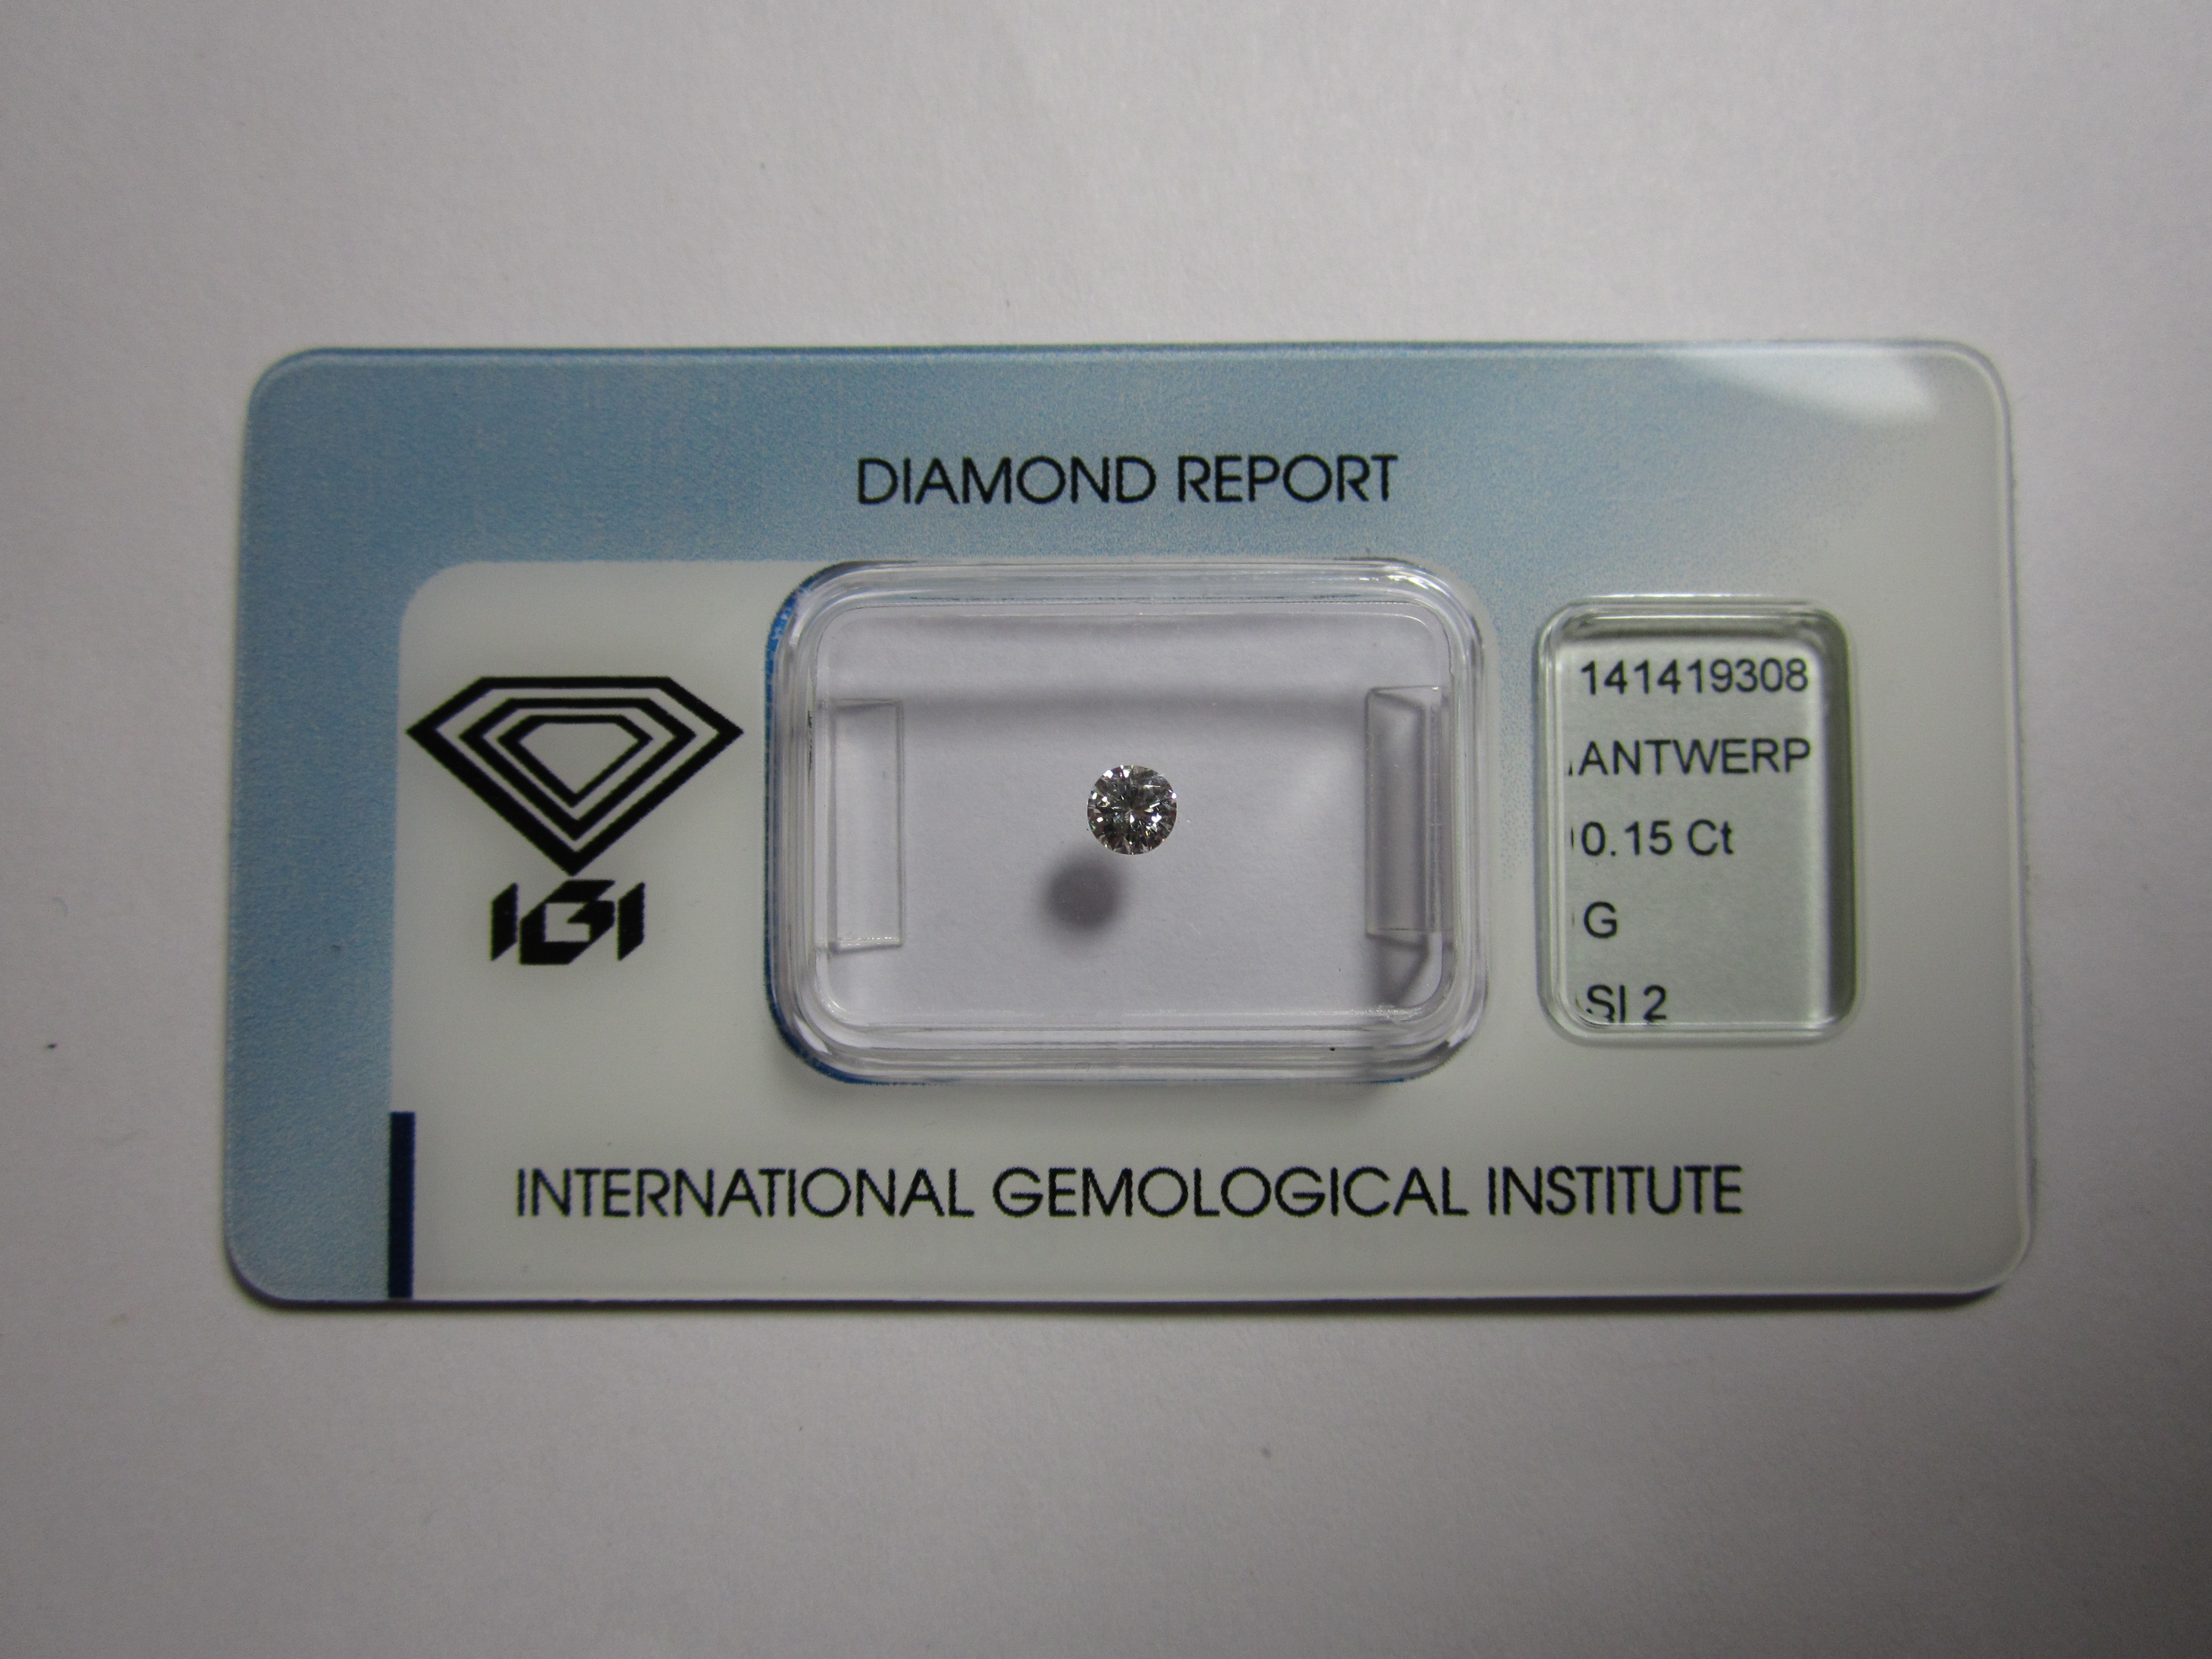 DIAMOND REPORT
IGI
141419308
ANTWERP
0.15 Ct
G
SI 2
INTERNATIONAL GEMOLOGICAL INSTITUTE